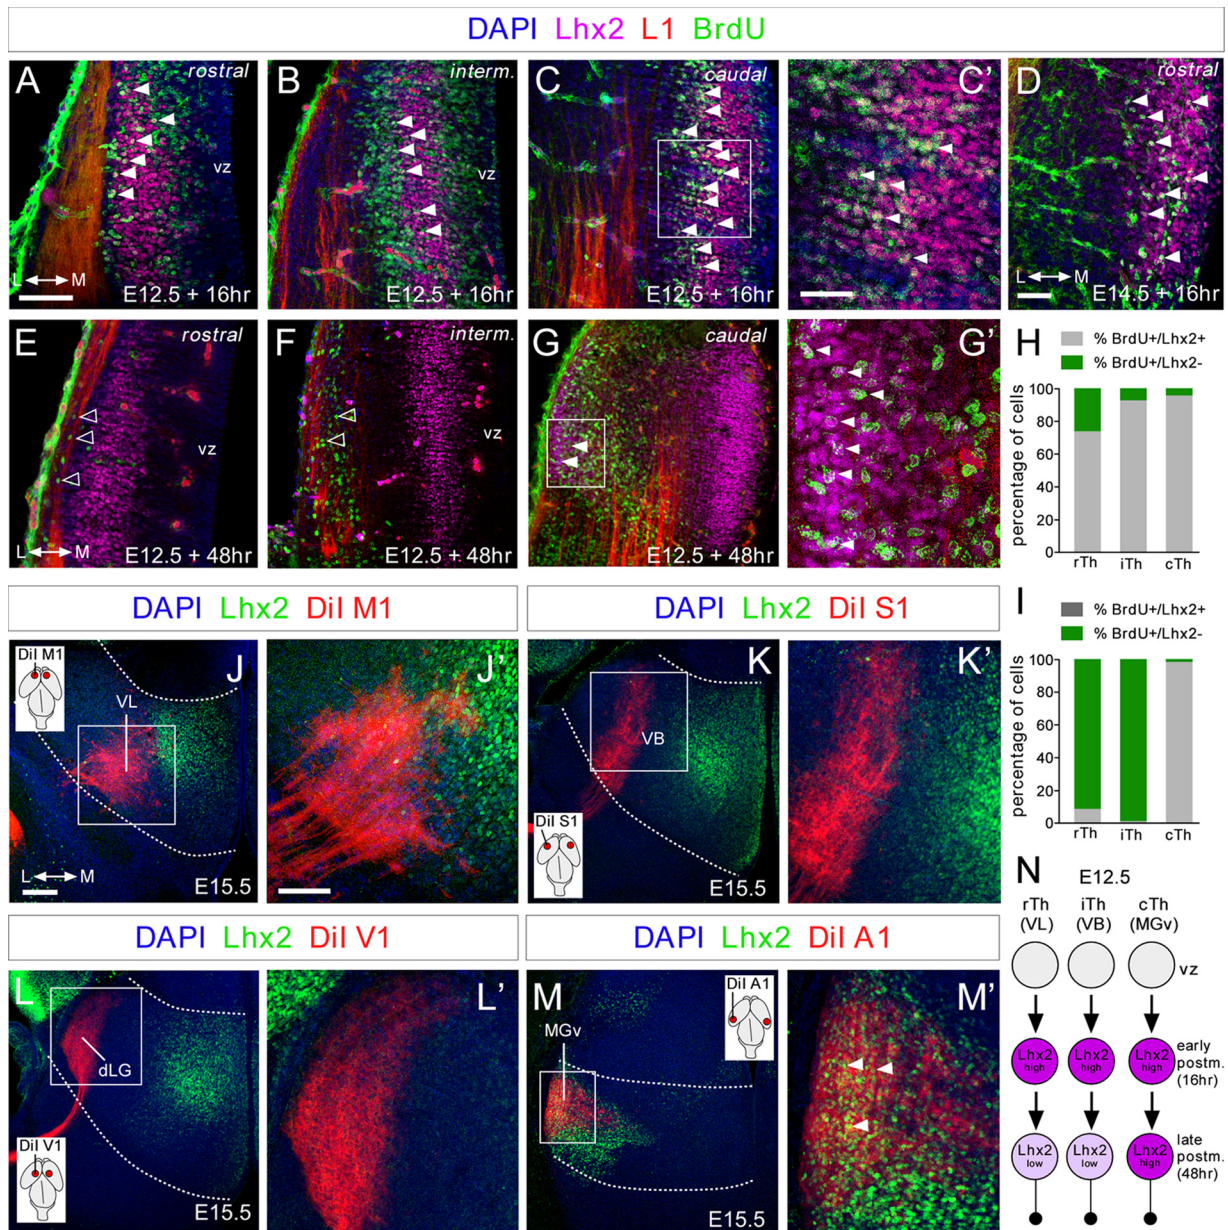 DAPI Lhx2 L1 BrdU
A
rostral
vz
L M
E12.5 + 16hr
B
interm.
vz
E12.5 + 16hr
C
caudal
E12.5 + 16hr
C'
D
rostral
L M
E14.5 + 16hr
E
rostral
vz
L M
E12.5 + 48hr
F
interm.
vz
E12.5 + 48hr
G
caudal
E12.5 + 48hr
G'
H
% BrdU+/Lhx2+
% BrdU+/Lhx2-
percentage of cells
100
80
60
40
20
0
rTh iTh cTh
I
% BrdU+/Lhx2+
% BrdU+/Lhx2-
percentage of cells
100
80
60
40
20
0
rTh iTh cTh
DAPI Lhx2 DiI M1
DiI M1
J
VL
L M
E15.5
J'
DAPI Lhx2 DiI S1
K
VB
DiI S1
E15.5
K'
DAPI Lhx2 DiI V1
L
dLG
DiI V1
E15.5
L'
DAPI Lhx2 DiI A1
M
MGv
DiI A1
E15.5
M'
N
E12.5
rTh iTh cTh
(VL) (VB) (MGv)
vz
Lhx2 high
Lhx2 high
Lhx2 high
early
postm.
(16hr)
Lhx2 low
Lhx2 low
Lhx2 high
late
postm.
(48hr)